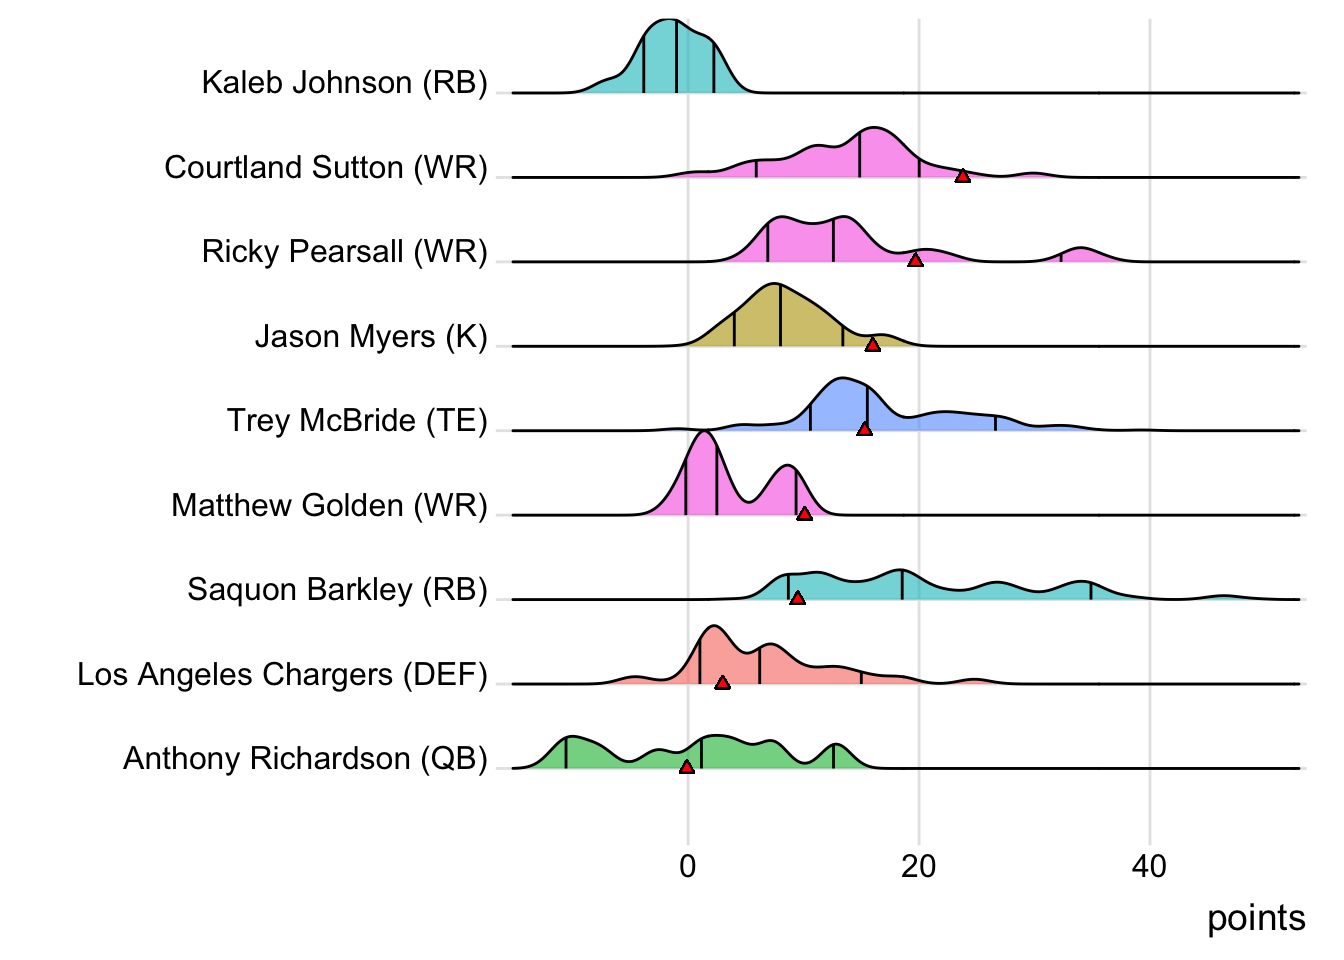 Kaleb Johnson (RB)
Courtland Sutton (WR)
Ricky Pearsall (WR)
Jason Myers (K)
Trey McBride (TE)
Matthew Golden (WR)
Saquon Barkley (RB)
Los Angeles Chargers (DEF)
Anthony Richardson (QB)
0 20 40
points